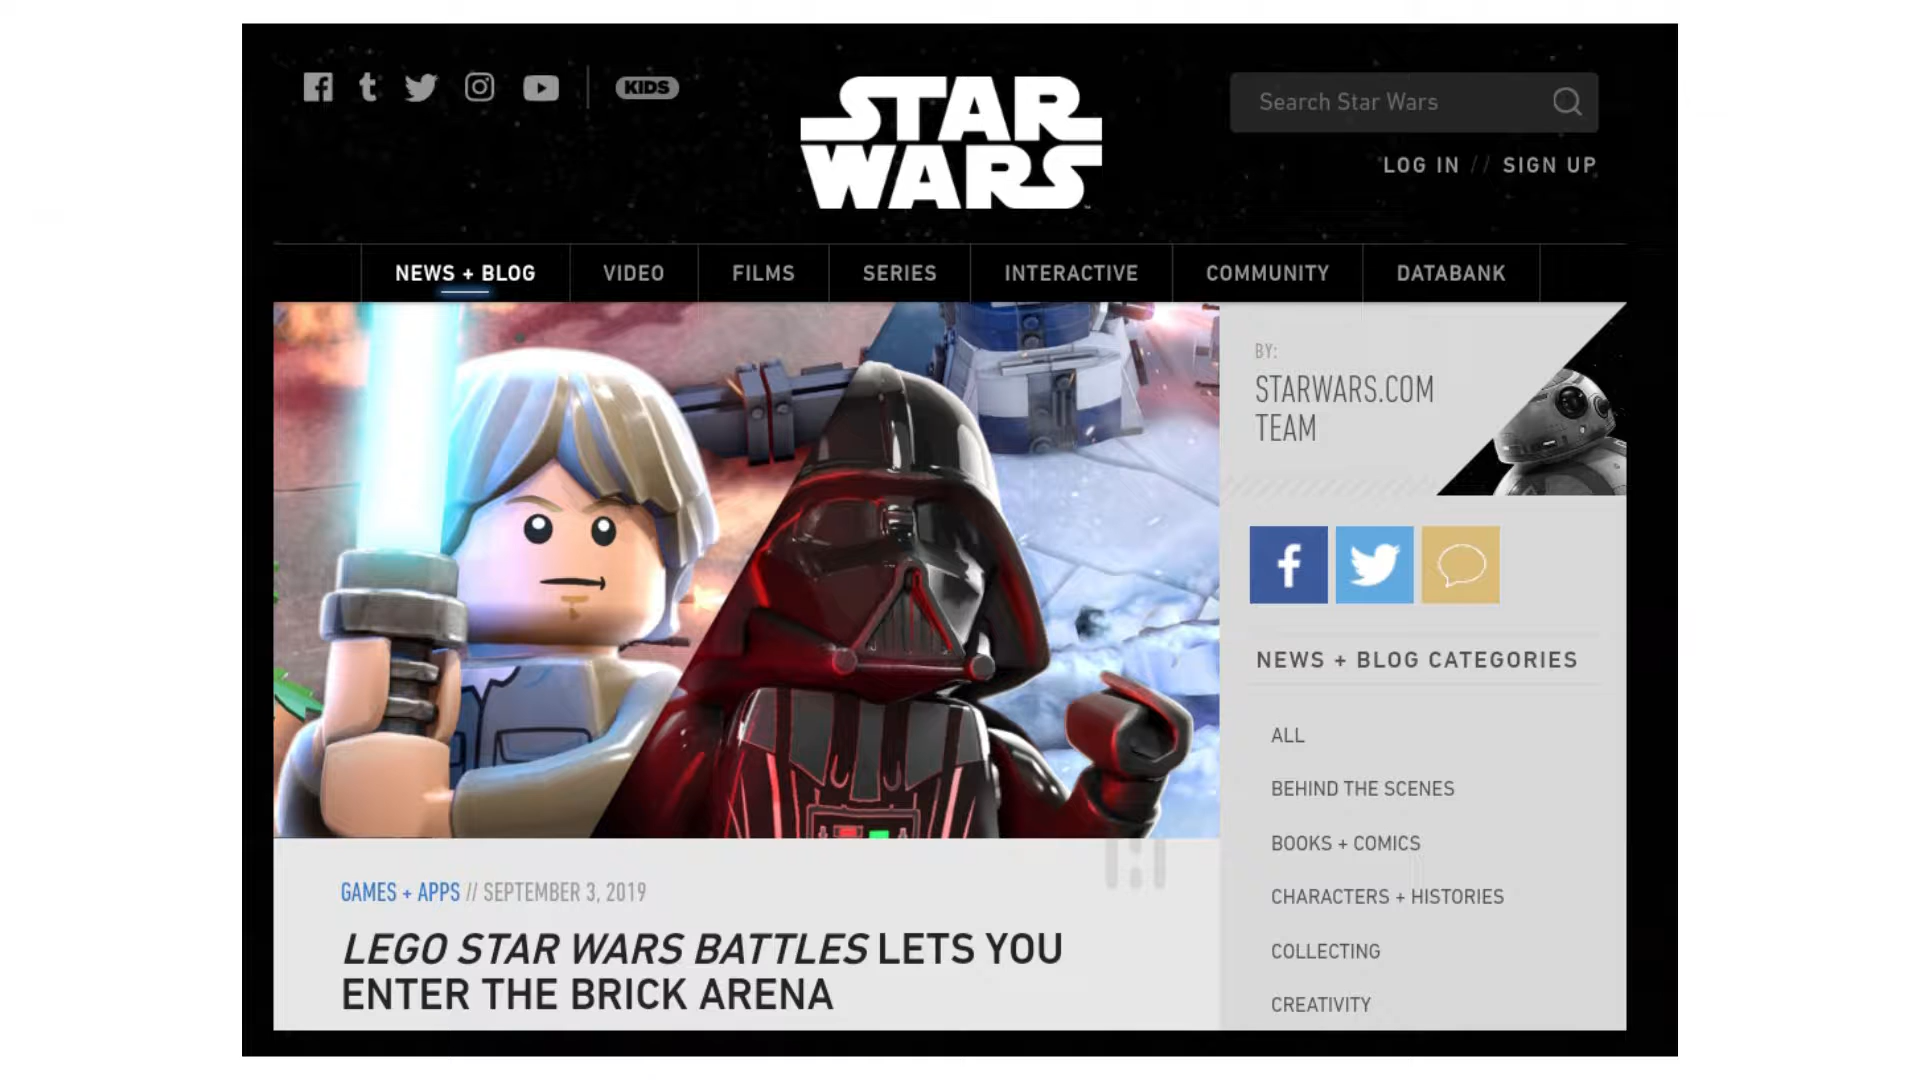 KIDS
STAR
WARS
Search Star Wars
LOG IN // SIGN UP
NEWS + BLOG
VIDEO
FILMS
SERIES
INTERACTIVE
COMMUNITY
DATABANK
BY:
STARWARS.COM
TEAM
NEWS + BLOG CATEGORIES
ALL
BEHIND THE SCENES
BOOKS + COMICS
CHARACTERS + HISTORIES
COLLECTING
CREATIVITY
GAMES + APPS // SEPTEMBER 3, 2019
LEGO STAR WARS BATTLES LETS YOU
ENTER THE BRICK ARENA